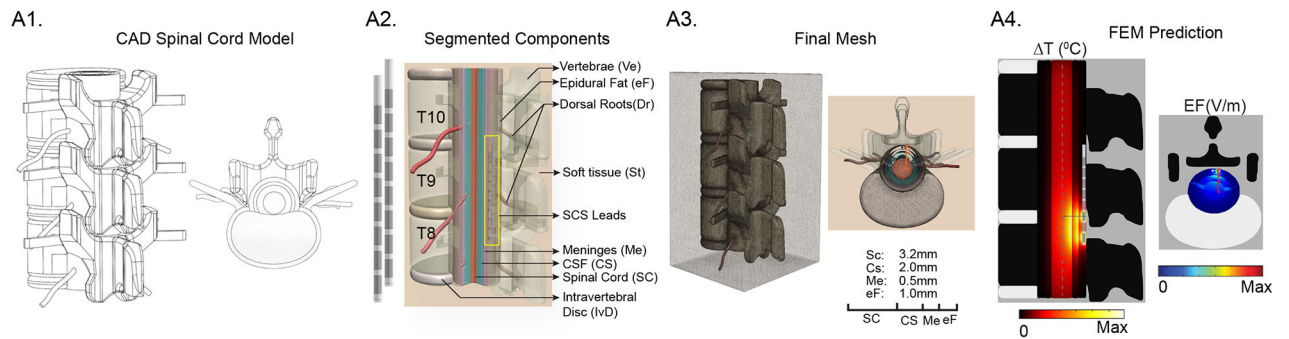 A1.
CAD Spinal Cord Model
A2.
Segmented Components
T10
T9
T8
Vertebrae (Ve)
Epidural Fat (eF)
Dorsal Roots(Dr)
Soft tissue (St)
SCS Leads
Meninges (Me)
CSF (CS)
Spinal Cord (SC)
Intravertebral
Disc (IvD)
A3.
Final Mesh
Sc: 3.2mm
Cs: 2.0mm
Me: 0.5mm
eF: 1.0mm
SC CS Me eF
A4.
FEM Prediction
ΔT (⁰C)
0 Max
EF(V/m)
0 Max